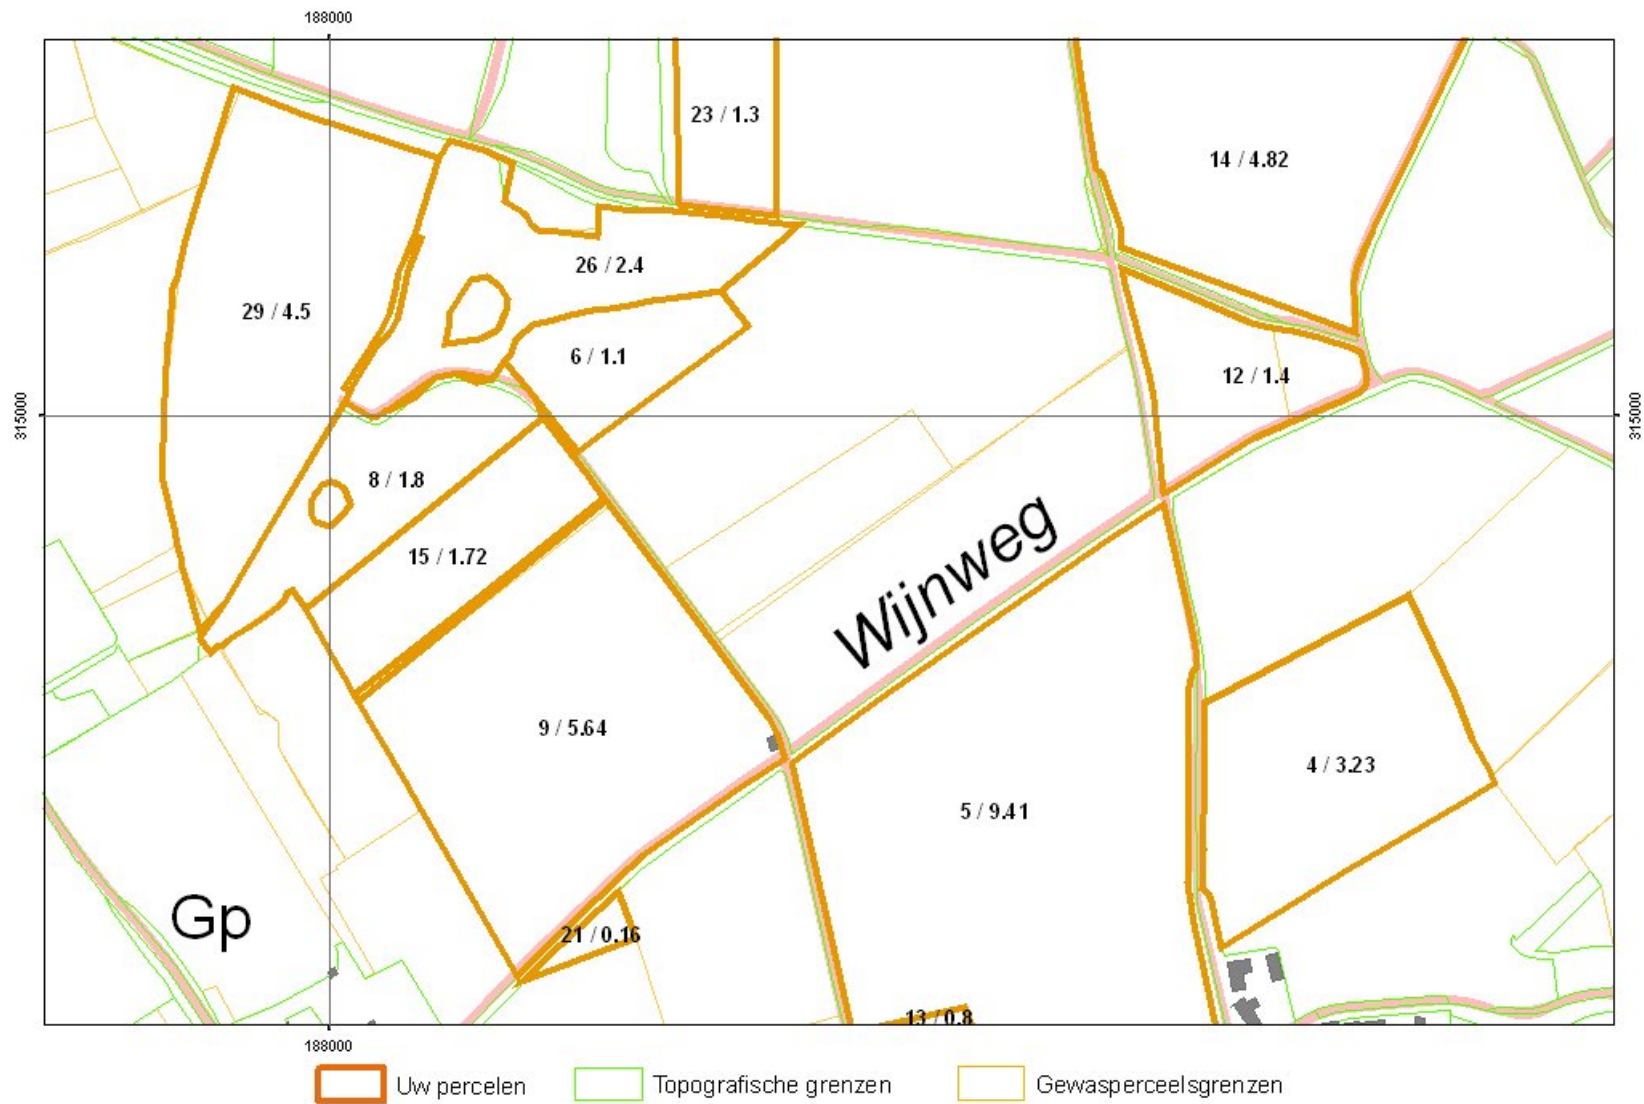 188000
23 / 1.3
14 / 4.82
26 / 2.4
29 / 4.5
6 / 1.1
12 / 1.4
315000
315000
8 / 1.8
15 / 1.72
Wijnweg
9 / 5.64
4 / 3.23
5 / 9.41
Gp
21 / 0.16
13 / 0.8
188000
Uw percelen
Topografische grenzen
Gewasperceelsgrenzen